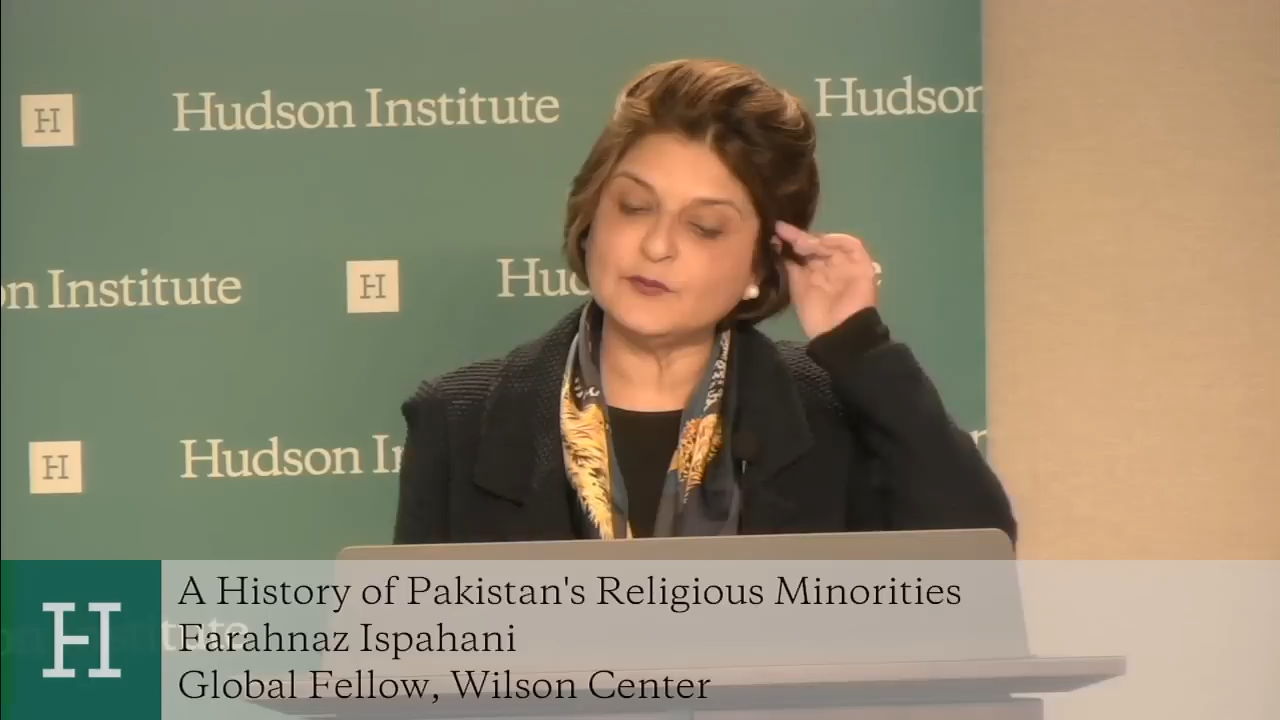 H Hudson Institute Hudson
on Institute H Hud e
H Hudson In
H
A History of Pakistan's Religious Minorities
Farahnaz Ispahani
Global Fellow, Wilson Center